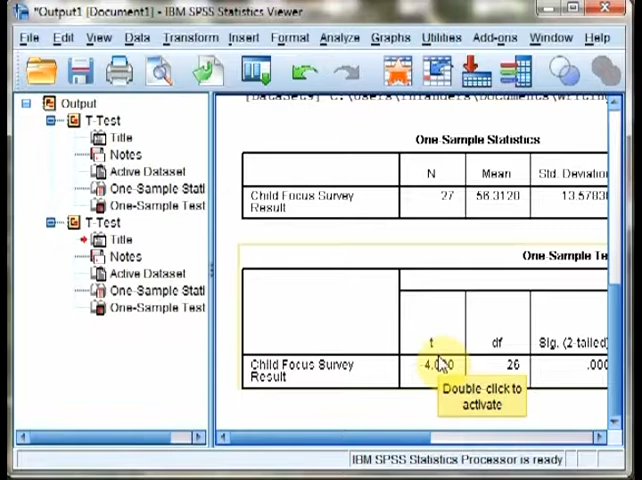 *Output1 [Document1] - IBM SPSS Statistics Viewer
File Edit View Data Transform Insert Format Analyze Graphs Utilities Add-ons Window Help
Output
T-Test
Title
Notes
Active Dataset
One-Sample Stati
One-Sample Test
T-Test
Title
Notes
Active Dataset
One-Sample Stati
One-Sample Test
One-Sample Statistics
N Mean Std. Deviatio
Child Focus Survey
Result
27 56.3120
One-Sample Te
t df Sig. (2-tailed)
Child Focus Survey
Result
26 .000
Double-click to
activate
IBM SPSS Statistics Processor is ready